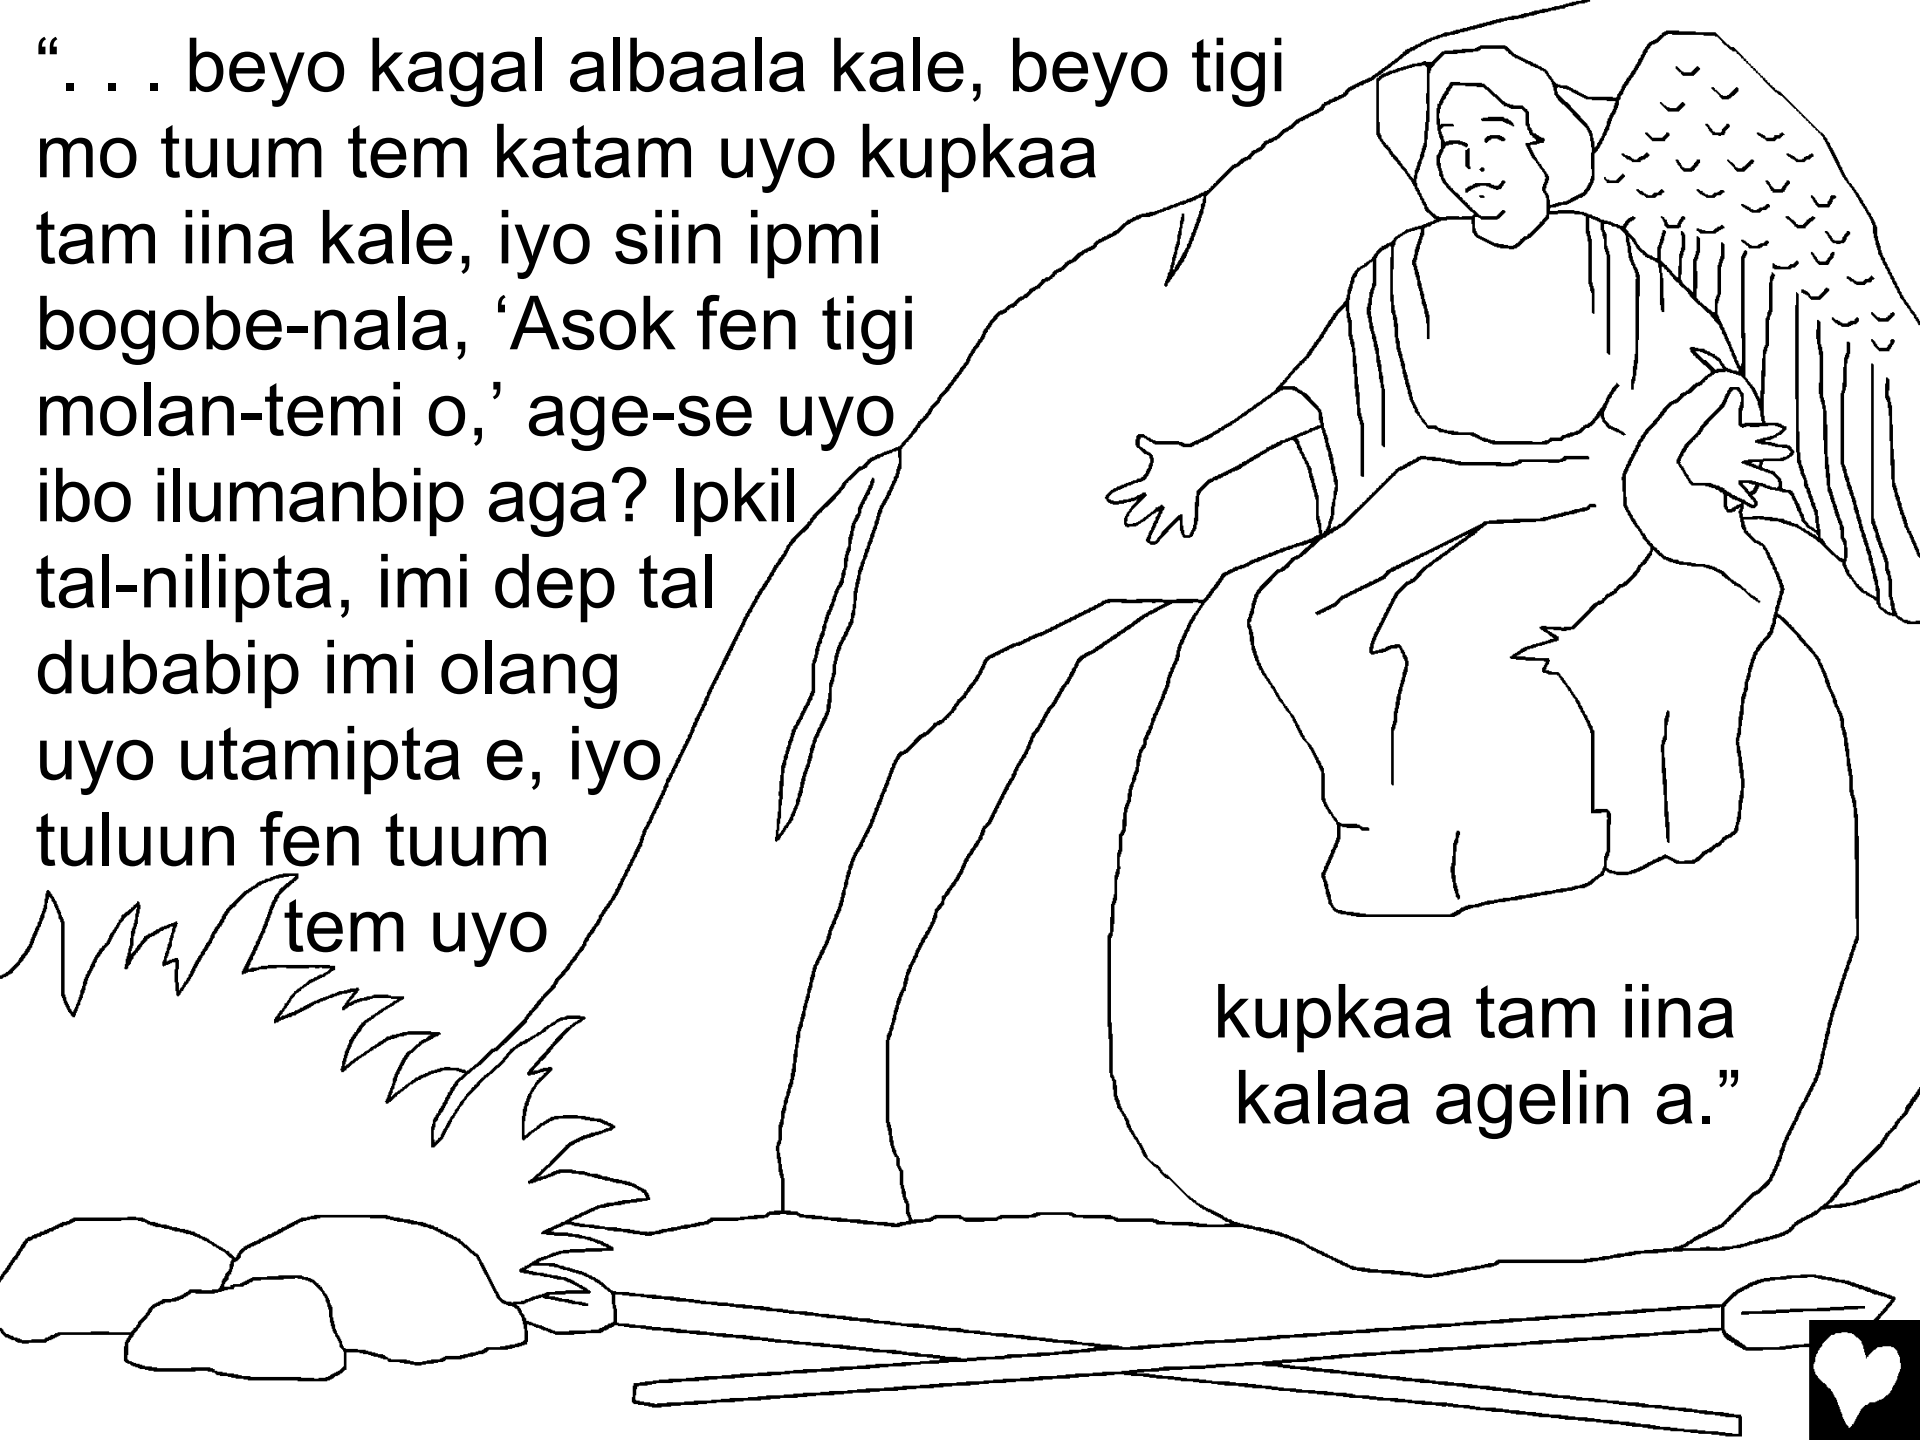 “. . . beyo kagal albaala kale, beyo tigi
mo tuum tem katam uyo kupkaa
tam iina kale, iyo siin ipmi
bogobe-nala, ‘Asok fen tigi
molan-temi o,’ age-se uyo
ibo ilumanbip aga? Ipkil
tal-nilipta, imi dep tal
dubabip imi olang
uyo utamipta e, iyo
tuluun fen tuum
tem uyo
kupkaa tam iina
kalaa agelin a.”